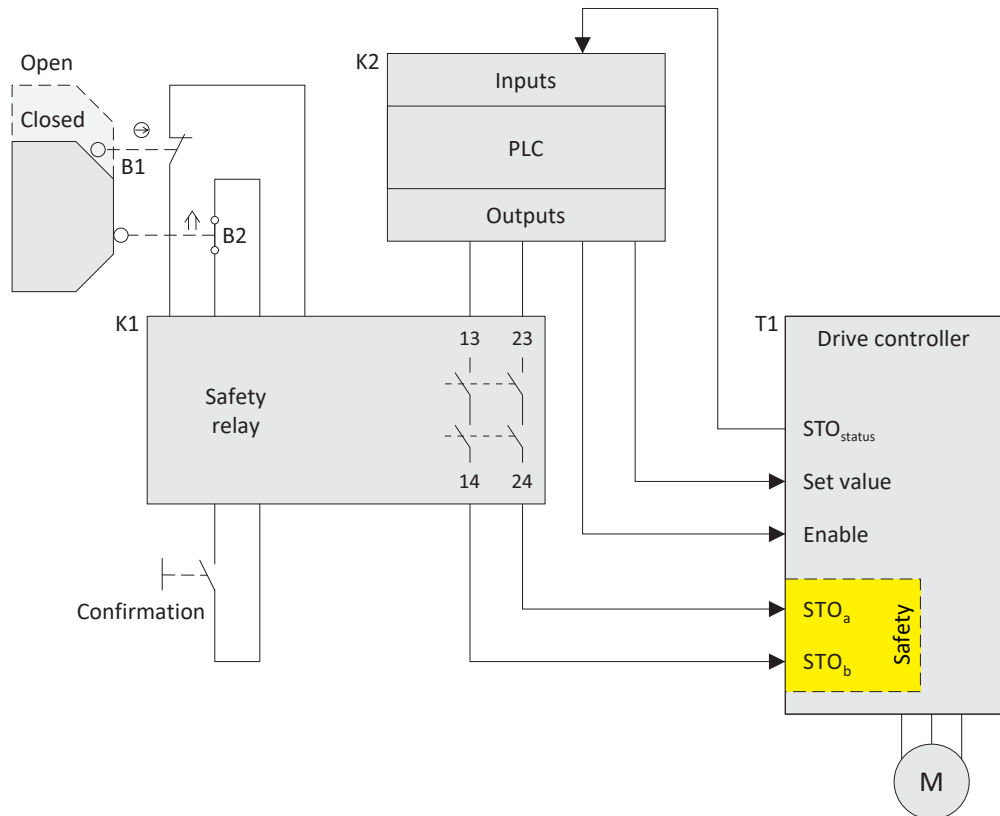 Open
Closed
B1
B2
K2
Inputs
PLC
Outputs
K1
13 23
Safety
relay
14 24
Confirmation
T1
Drive controller
STOstatus
Set value
Enable
STOa
STOb
Safety
M